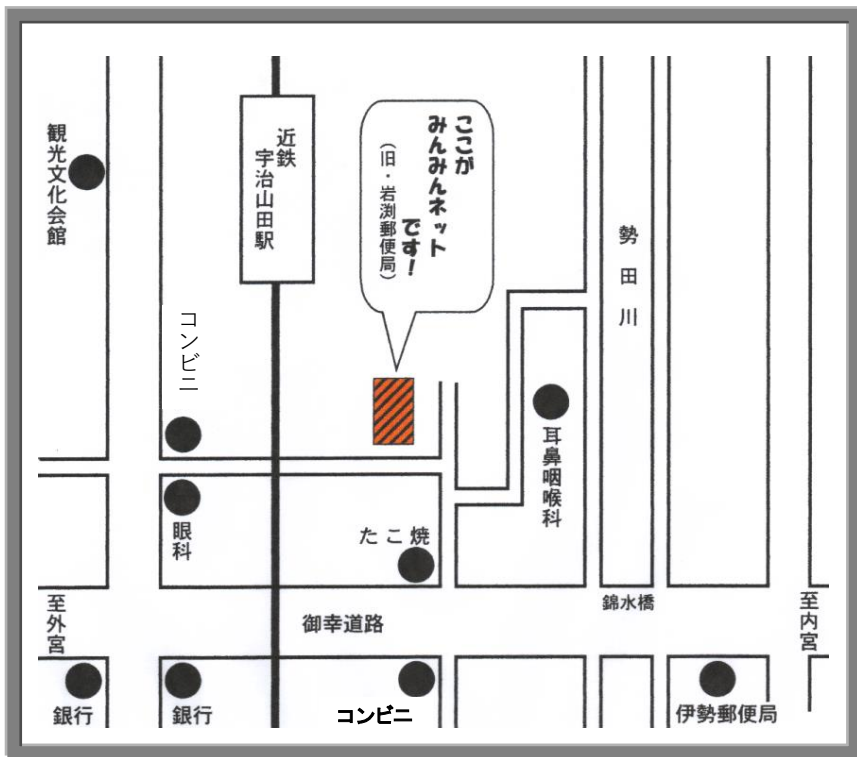 観光文化会館
近鉄
宇治山田駅
ここが
みんみんネット
です!
(旧・岩渕郵便局)
勢田川
コンビニ
耳鼻咽喉科
眼科
たこ焼
至外宮
御幸道路
錦水橋
至内宮
銀行
銀行
コンビニ
伊勢郵便局